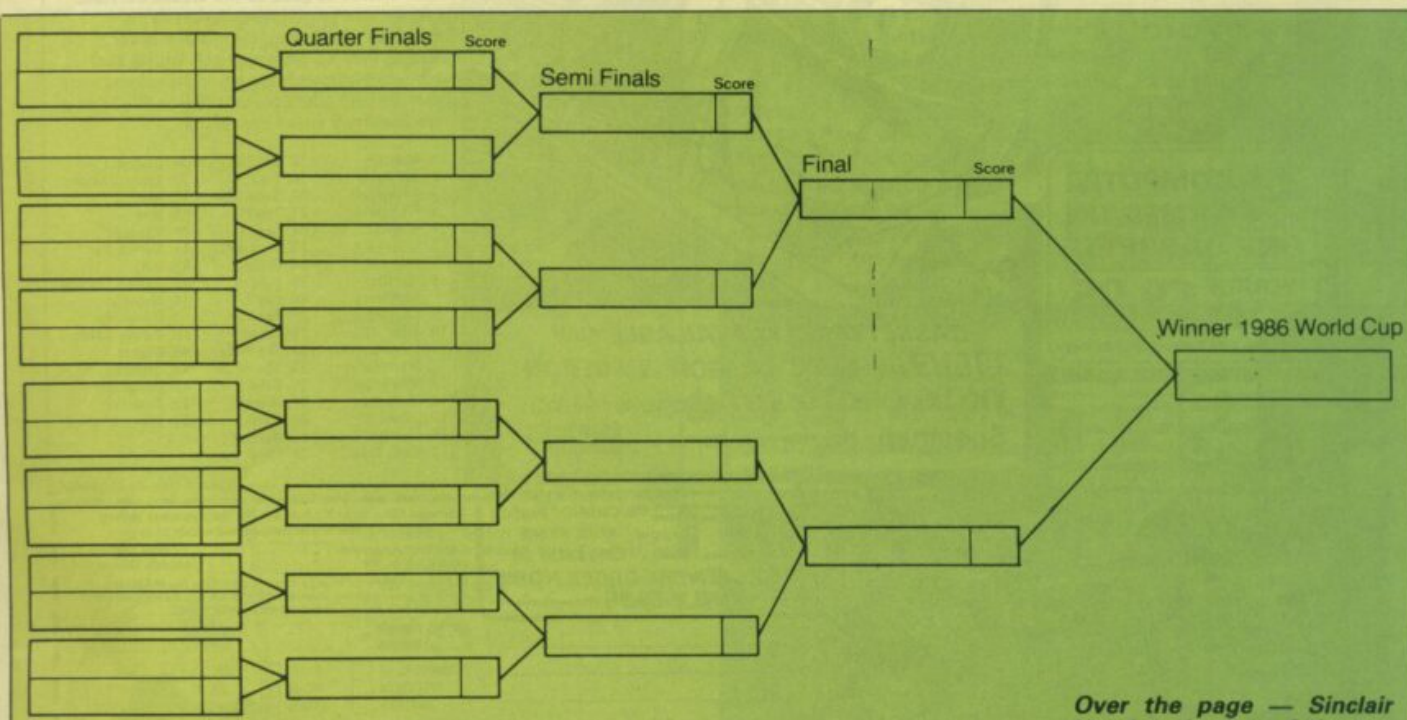 Quarter Finals
Score
Semi Finals
Score
Final
Score
Winner 1986 World Cup
Over the page — Sinclair